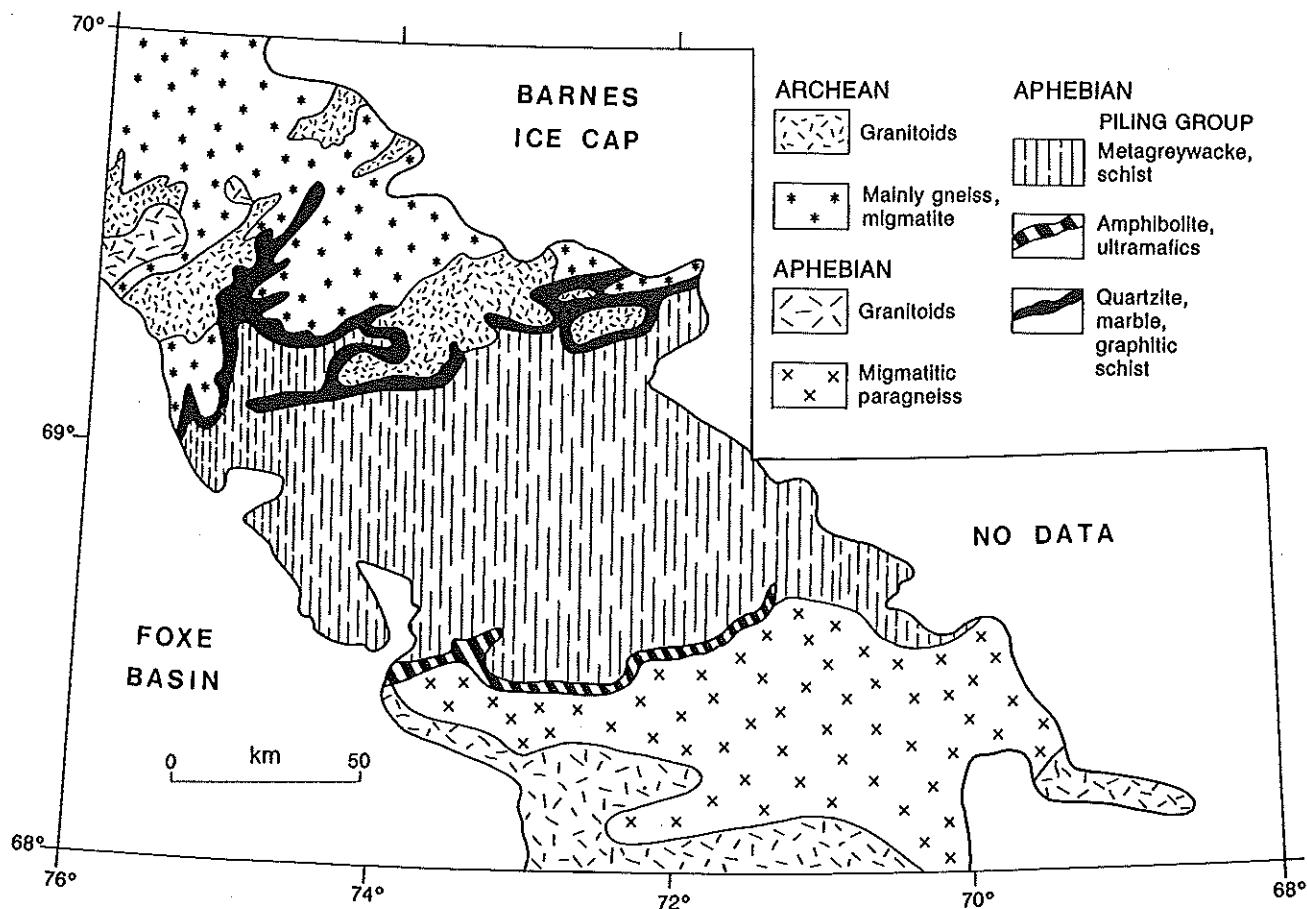 70°
BARNES
ICE CAP
ARCHEAN
Granitoids
Mainly gneiss,
migmatite
APHEBIAN
Granitoids
Migmatitic
paragneiss
APHEBIAN
PILING GROUP
Metagreywacke,
schist
Amphibolite,
ultramafics
Quartzite,
marble,
graphitic
schist
69°
NO DATA
FOXE
BASIN
0 km 50
68°
76°
74°
72°
70°
68°